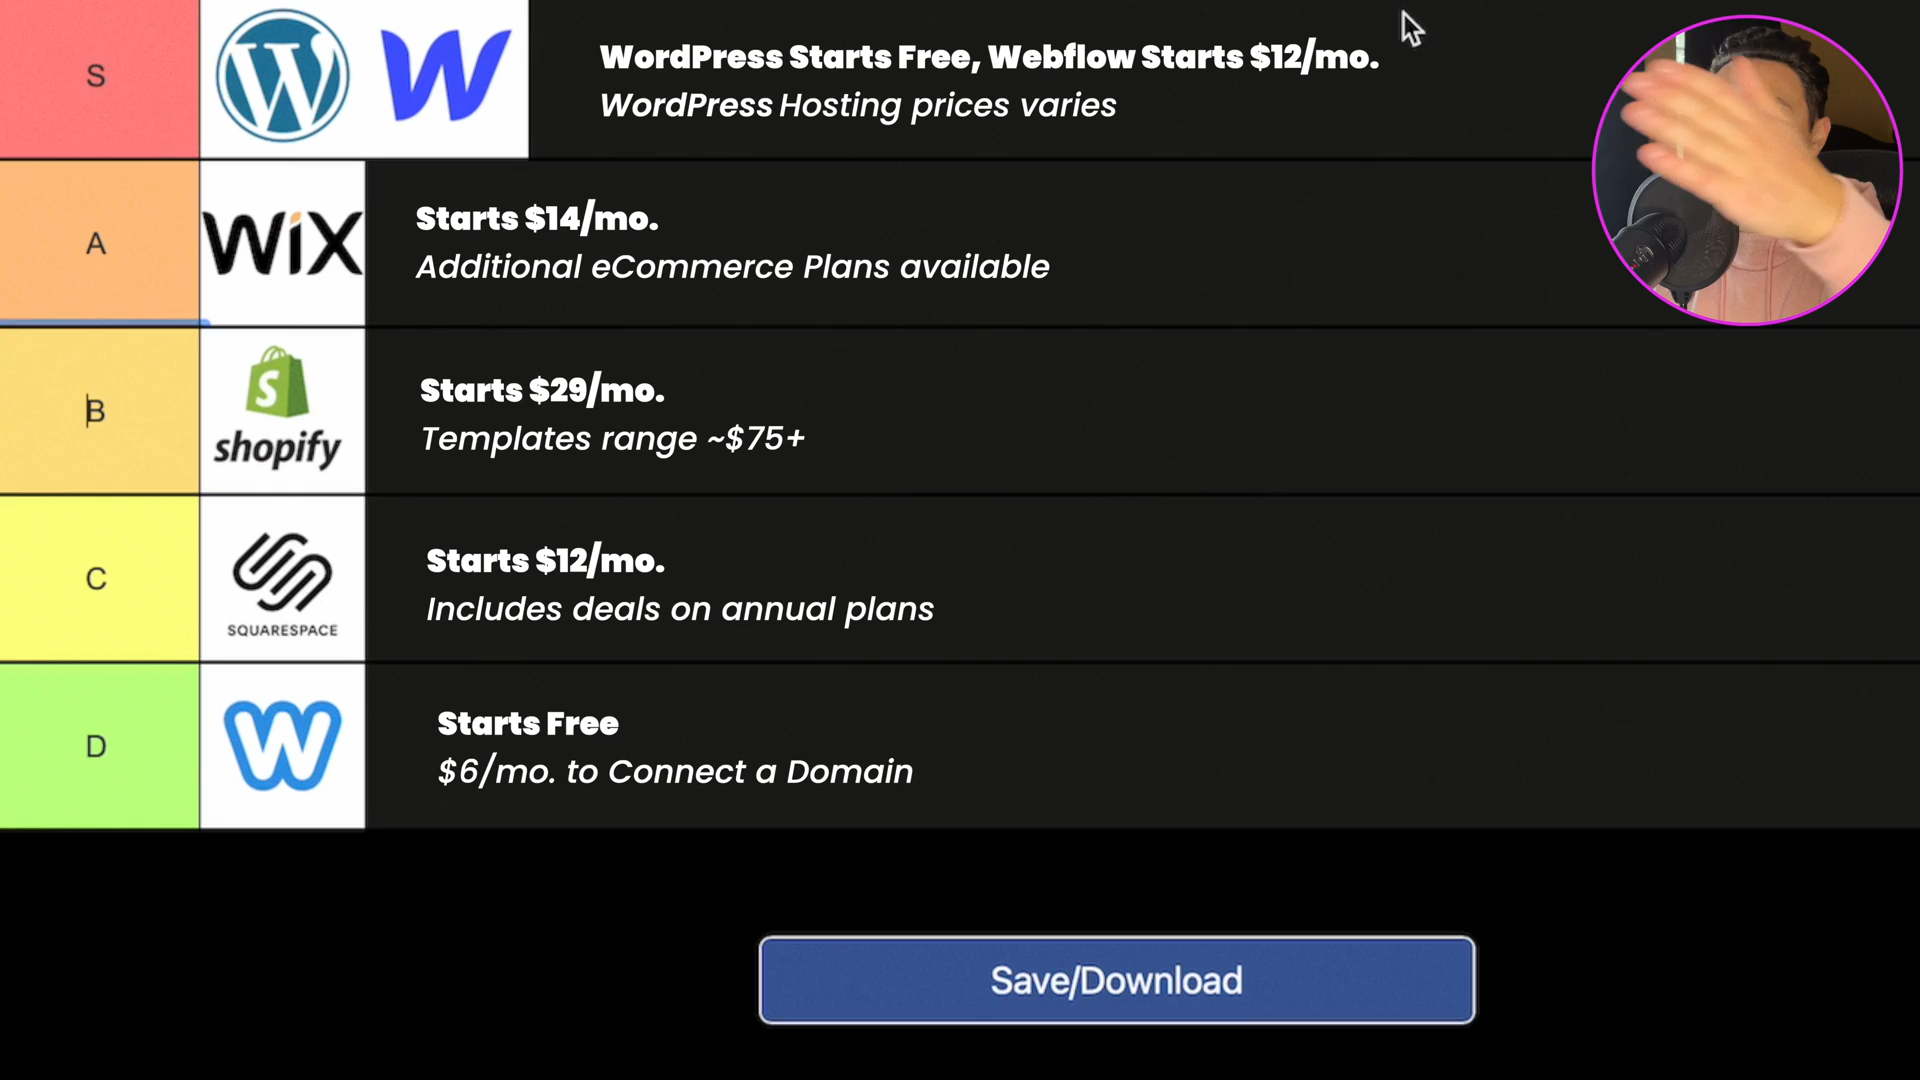 S
W
W
WordPress Starts Free, Webflow Starts $12/mo.
WordPress Hosting prices varies
A
WiX
Starts $14/mo.
Additional eCommerce Plans available
B
S
shopify
Starts $29/mo.
Templates range ~$75+
C
SQUARESPACE
Starts $12/mo.
Includes deals on annual plans
D
W
Starts Free
$6/mo. to Connect a Domain
Save/Download